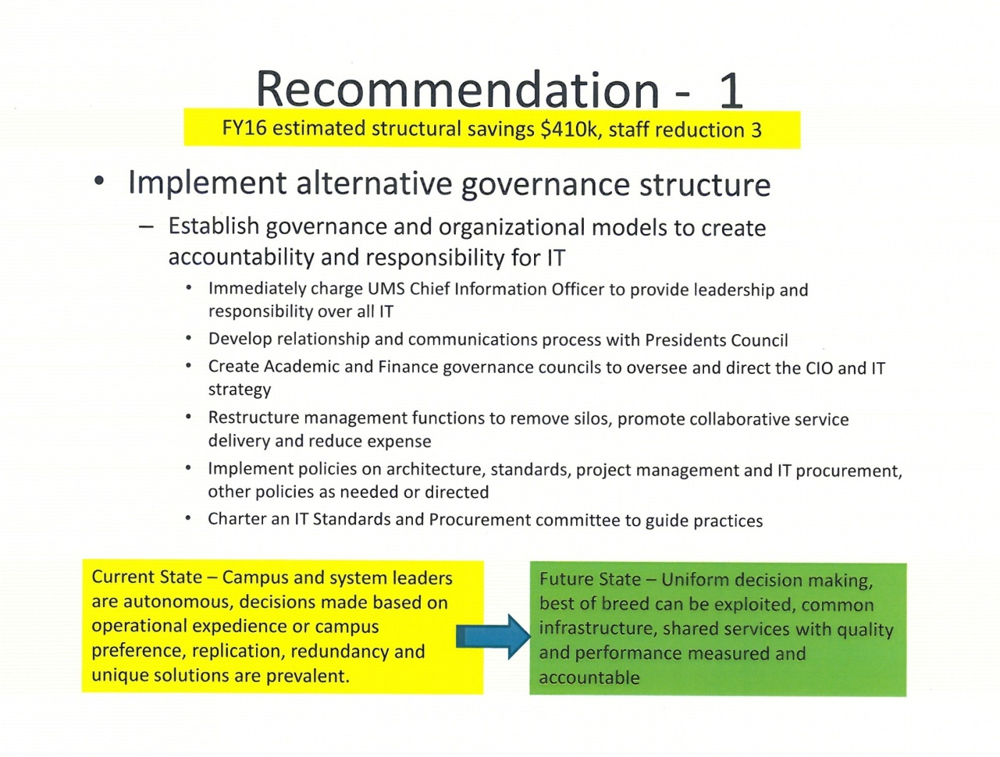 Recommendation - 1
FY16 estimated structural savings $410k, staff reduction 3
• Implement alternative governance structure
– Establish governance and organizational models to create
accountability and responsibility for IT
• Immediately charge UMS Chief Information Officer to provide leadership and
responsibility over all IT
• Develop relationship and communications process with Presidents Council
• Create Academic and Finance governance councils to oversee and direct the CIO and IT
strategy
• Restructure management functions to remove silos, promote collaborative service
delivery and reduce expense
• Implement policies on architecture, standards, project management and IT procurement,
other policies as needed or directed
• Charter an IT Standards and Procurement committee to guide practices
Current State – Campus and system leaders
are autonomous, decisions made based on
operational expedience or campus
preference, replication, redundancy and
unique solutions are prevalent.
Future State – Uniform decision making,
best of breed can be exploited, common
infrastructure, shared services with quality
and performance measured and
accountable